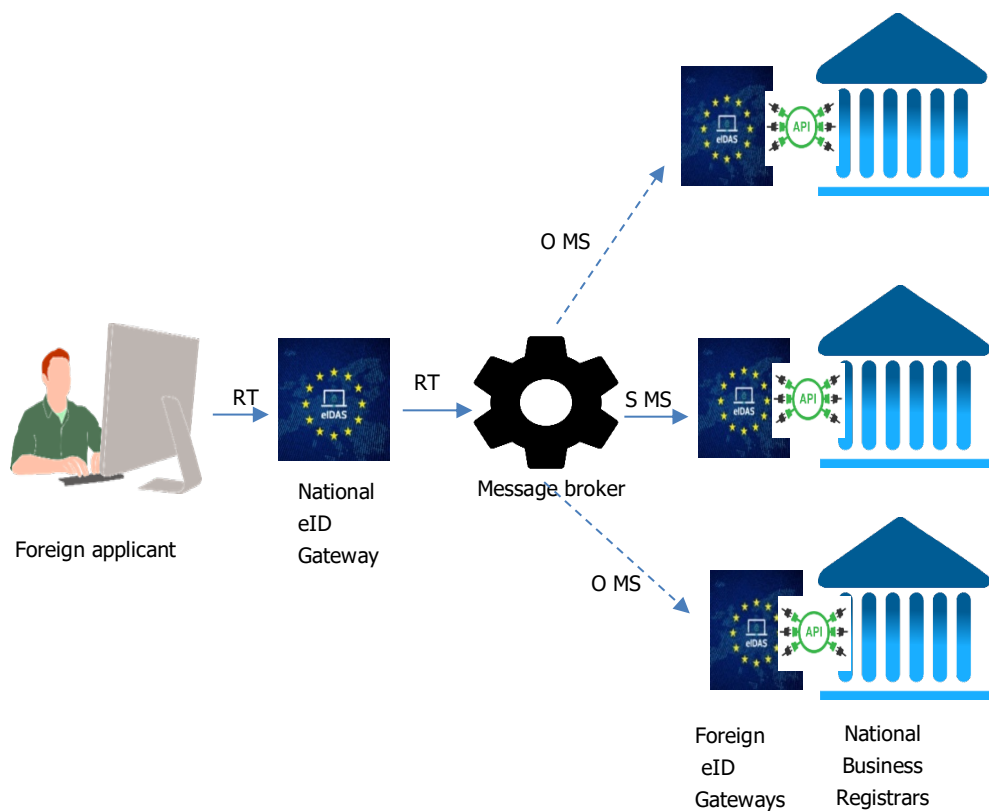 eIDAS
API
O MS
eIDAS
API
RT
eIDAS
RT
S MS
Message broker
National
eID
Gateway
Foreign applicant
O MS
eIDAS
API
Foreign
eID
Gateways
National
Business
Registrars